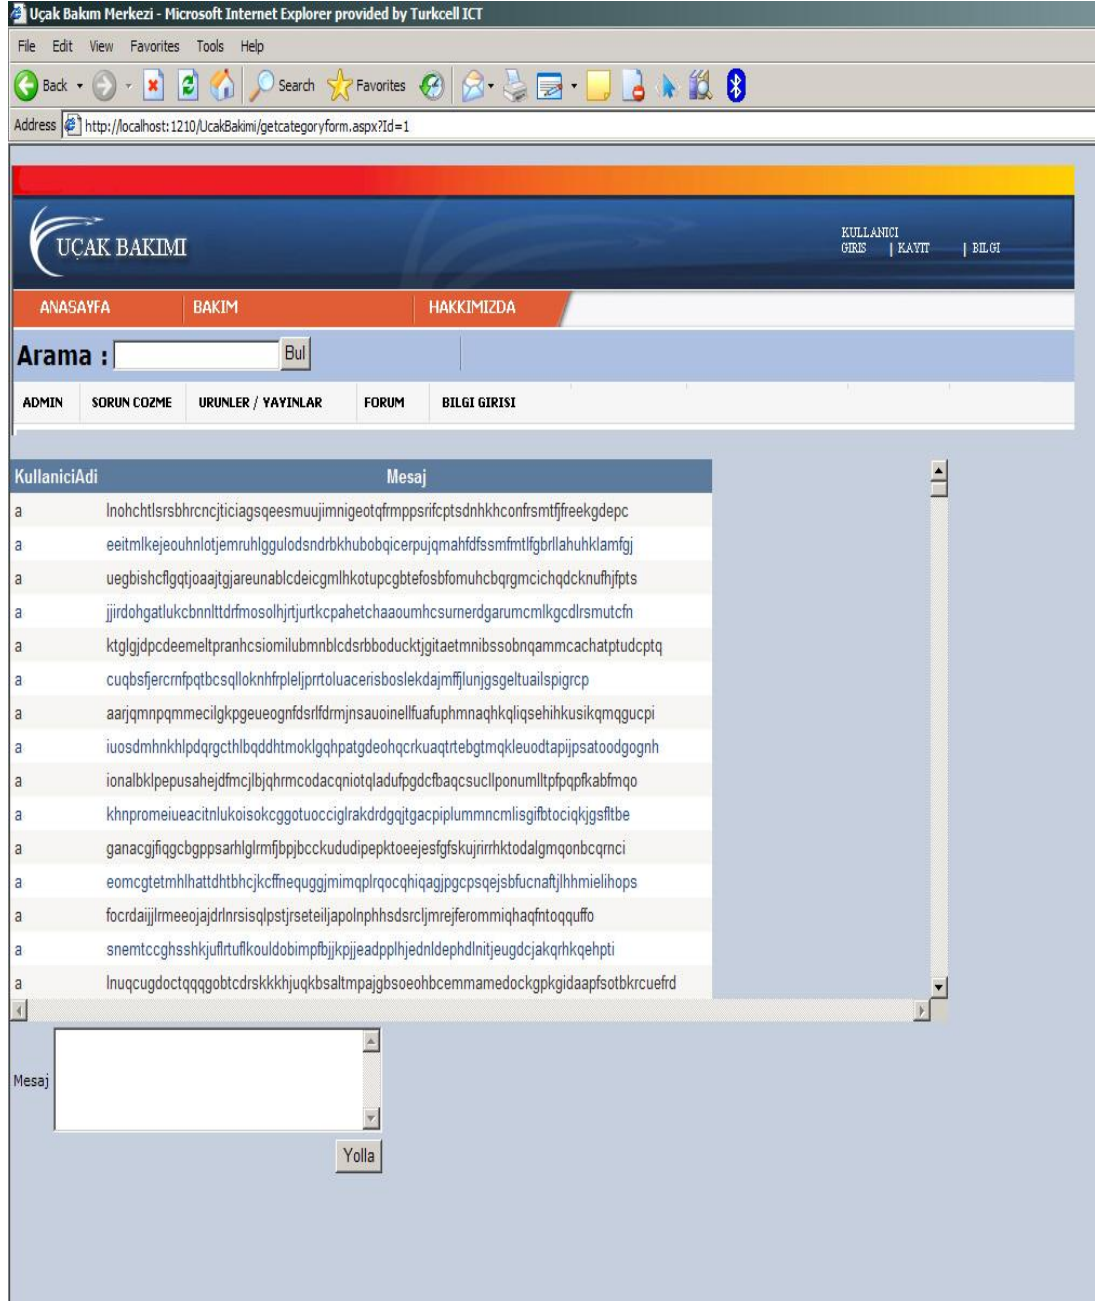 Uçak Bakım Merkezi - Microsoft Internet Explorer provided by Turkcell ICT
File Edit View Favorites Tools Help
Back Search Favorites
Address http://localhost:1210/UcakBakimi/getcategoryform.aspx?Id=1
UÇAK BAKIMI
KULLANICI
GIRIS | KAYIT | BILGI
ANASAYFA BAKIM HAKKIMIZDA
Arama : Bul
ADMIN SORUN COZME URUNLER / YAYINLAR FORUM BILGI GIRISI
KullaniciAdi Mesaj
a lnohchtlsrsbhrcncjticiagsqeesmuujimnigeotqfrmppsrifcptsdnhkhconfrsmtfjfreekgdepc
a eeitmlkejeouhnlotjemruhlggulodsndrbkhubobqicerpujqmahfdfssmfmtlfgbrllahuhklamfgj
a uegbishcflgqtjoaajtgjareunablcdeicgmlhkotupcgbtefosbfomuhcbqrgmcichqdcknufhjfpts
a jjirdohgatlukcbnnlttdrfmosolhjrtjurtkcpahetchaaoumhcsurnerdgarumcmlkgcdlrsmutcfn
a ktglgjdpcdeemeltpranhcsiomilubmnblcdsrbboducktjgitaetmnibssobnqammcachatptudcptq
a cuqbsfjercrnfpqtbcsqlloknhfrpleljprrtoluacerisboslekdajmffjlunjgsgeltuailspigrcp
a aarjqmnpqmmecilgkpgeueognfdsrlfdrmjnsauoinellfuafuphmnaqhkqliqsehihkusikqmqgucpi
a iuosdmhnkhlpdqrgcthlbqddhtmoklgqhpatgdeohqcrkuaqtrtebgtmqkleuodtapijpsatoodgognh
a ionalbklpepusahejdfmcjlbjqhrmcodacqniotqladufpgdcfbaqcsucllponumlltpfpqpfkabfmqo
a khnpromeiueacitnlukoisokcggotuocciglrakdrdgqjtgacpiplummncmlisgifbtociqkjgsfltbe
a ganacgjfiqgcbgppsarhlglrmfjbpjbcckududipepktoeejesfgfskujrirrhktodalgmqonbcqrnci
a eomcgtetmhlhattdhtbhcjkcffnequggjmimqplrqocqhiqagjpgcpsqejsbfucnaftjlhhmielihops
a focrdaijjlrmeeojajdrlnrsisqlpstjrseteiljapolnphhsdsrcljmrejferommiqhaqfntoqquffo
a snemtccghsshkjuflrtuflkouldobimpfbjjkpjjeadpplhjednldephdlnitjeugdcjakqrhkqehpti
a lnuqcugdoctqqqgobtcdrskkkhjuqkbsaltmpajgbsoeohbcemmamedockgpkgidaapfsotbkrcuefrd
Mesaj
Yolla